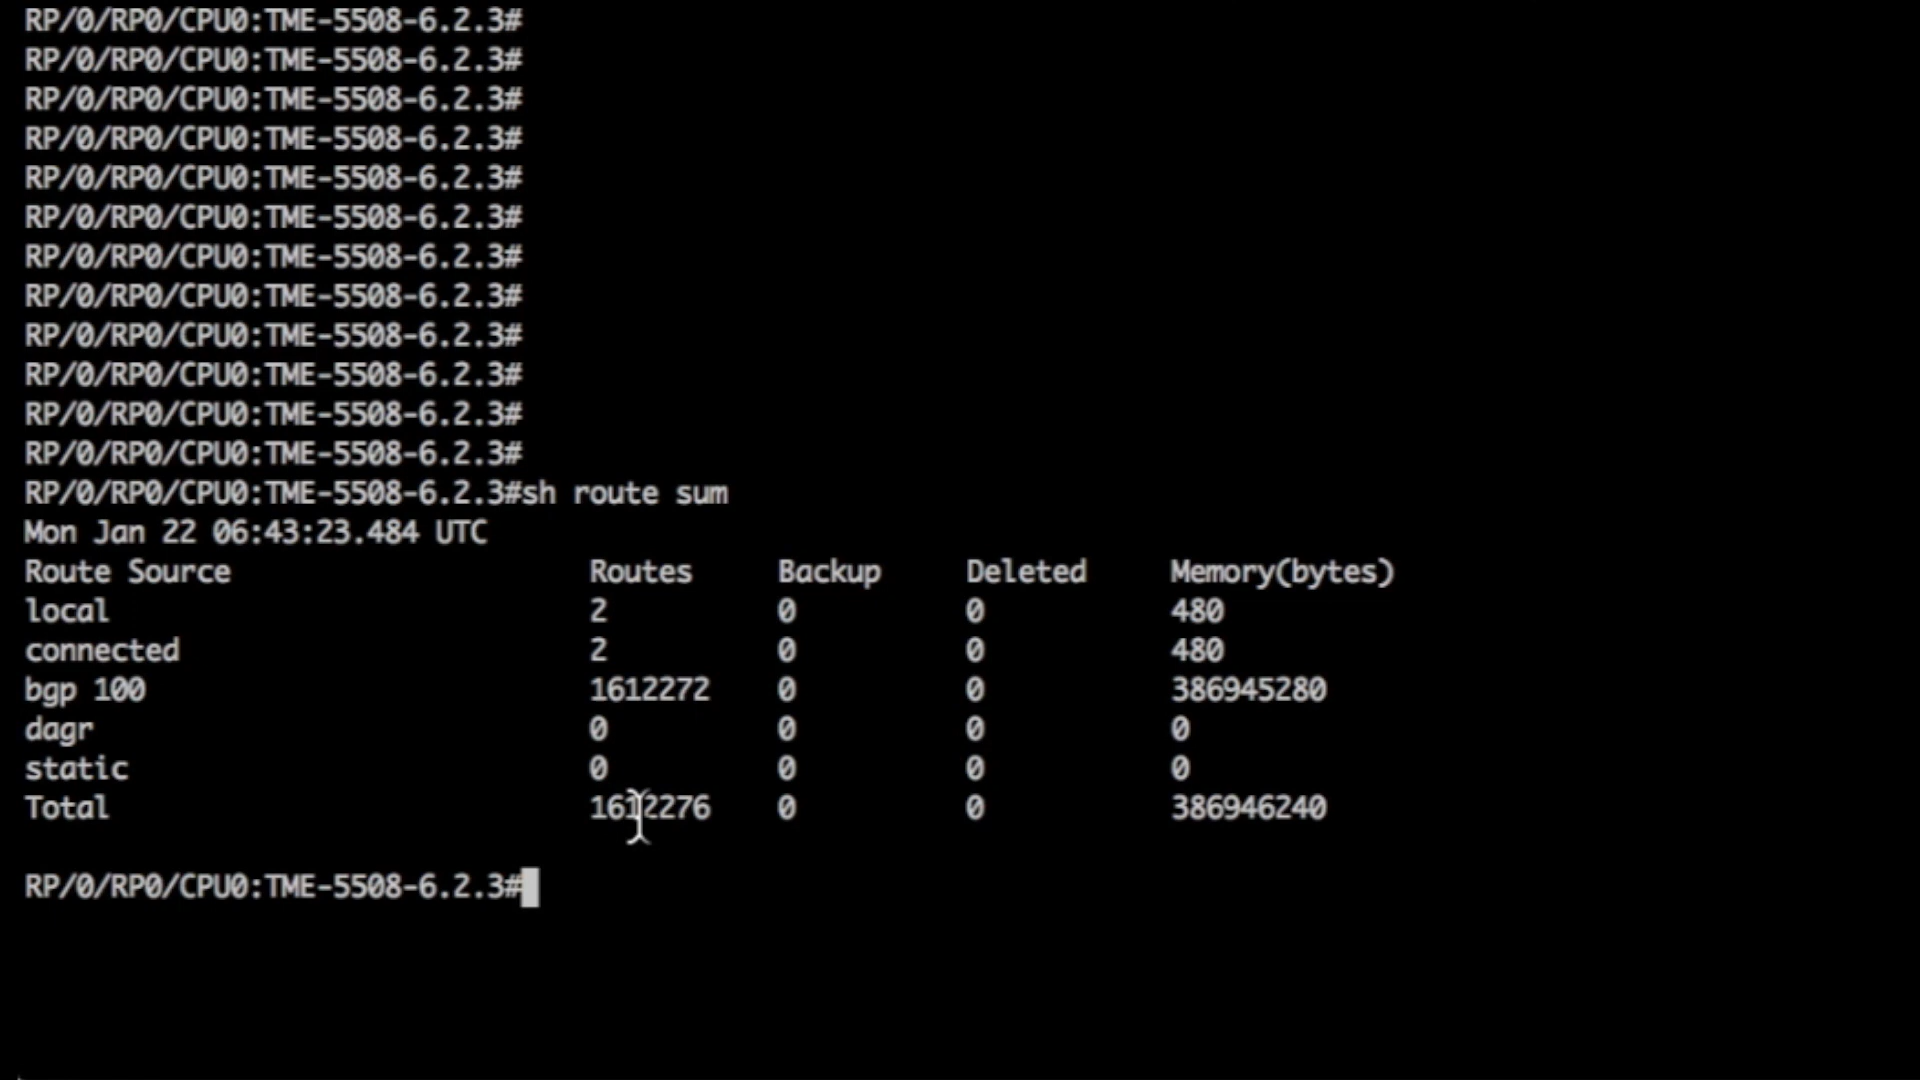 RP/0/RP0/CPU0:TME-5508-6.2.3#
RP/0/RP0/CPU0:TME-5508-6.2.3#
RP/0/RP0/CPU0:TME-5508-6.2.3#
RP/0/RP0/CPU0:TME-5508-6.2.3#
RP/0/RP0/CPU0:TME-5508-6.2.3#
RP/0/RP0/CPU0:TME-5508-6.2.3#
RP/0/RP0/CPU0:TME-5508-6.2.3#
RP/0/RP0/CPU0:TME-5508-6.2.3#
RP/0/RP0/CPU0:TME-5508-6.2.3#
RP/0/RP0/CPU0:TME-5508-6.2.3#
RP/0/RP0/CPU0:TME-5508-6.2.3#
RP/0/RP0/CPU0:TME-5508-6.2.3#
RP/0/RP0/CPU0:TME-5508-6.2.3#sh route sum
Mon Jan 22 06:43:23.484 UTC
Route Source Routes Backup Deleted Memory(bytes)
local 2 0 0 480
connected 2 0 0 480
bgp 100 1612272 0 0 386945280
dagr 0 0 0 0
static 0 0 0 0
Total 1612276 0 0 386946240
RP/0/RP0/CPU0:TME-5508-6.2.3#